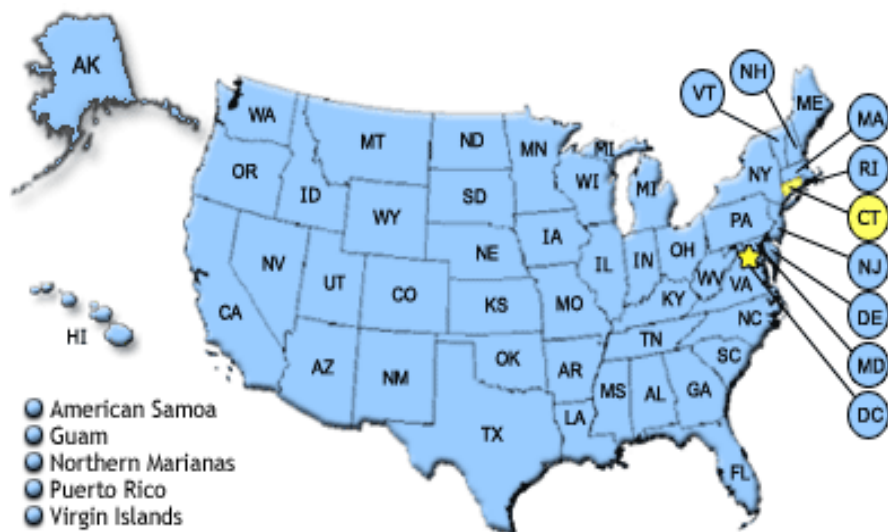 AK
WA
MT
ND
MN
MI
ME
VT
NH
MA
RI
CT
NJ
DE
MD
DC
OR
ID
WY
SD
WI
MI
NY
PA
NV
UT
CO
NE
IA
IL
IN
OH
WV
VA
CA
KS
MO
KY
NC
AZ
NM
OK
AR
TN
SC
TX
LA
MS
AL
GA
FL
HI
American Samoa
Guam
Northern Marianas
Puerto Rico
Virgin Islands